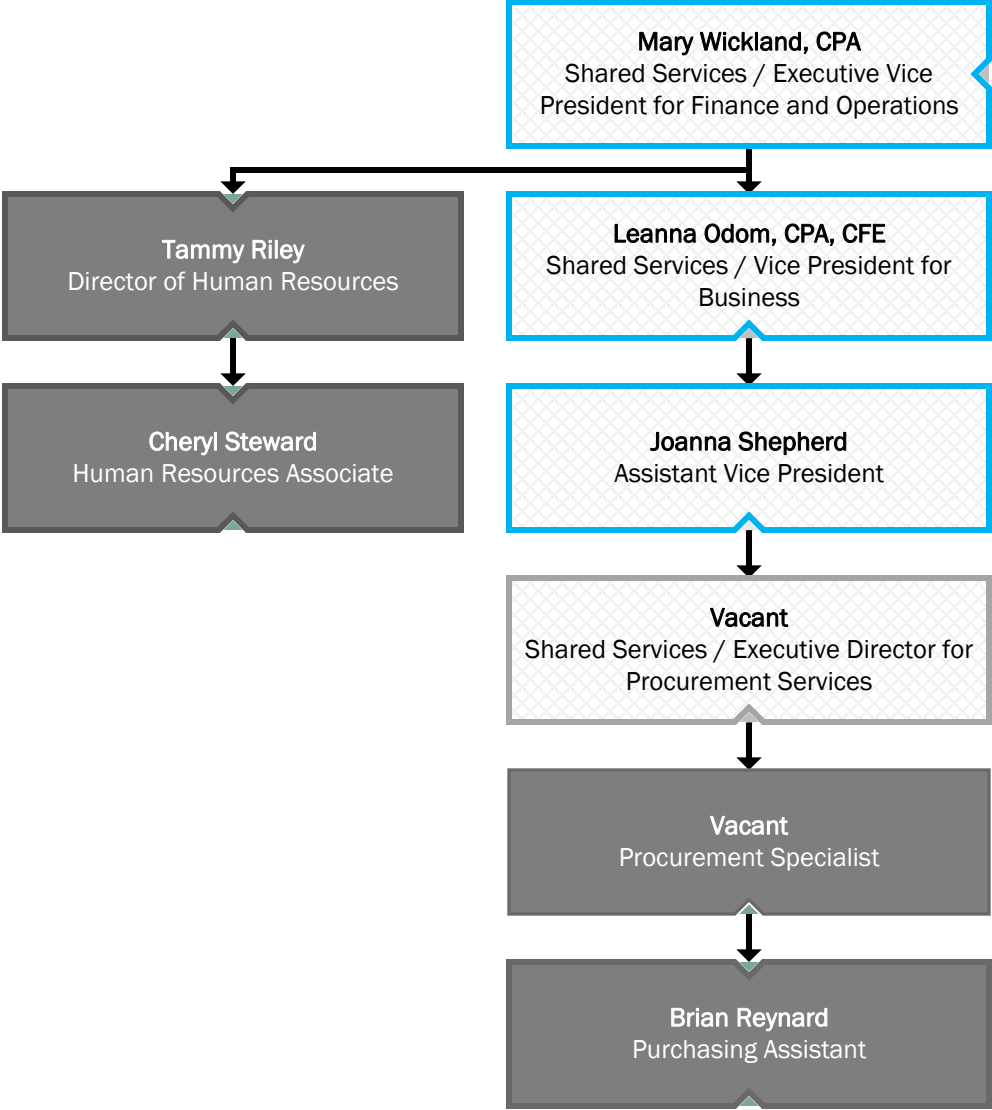 Mary Wickland, CPA
Shared Services / Executive Vice
President for Finance and Operations
Tammy Riley
Director of Human Resources
Leanna Odom, CPA, CFE
Shared Services / Vice President for
Business
Cheryl Steward
Human Resources Associate
Joanna Shepherd
Assistant Vice President
Vacant
Shared Services / Executive Director for
Procurement Services
Vacant
Procurement Specialist
Brian Reynard
Purchasing Assistant